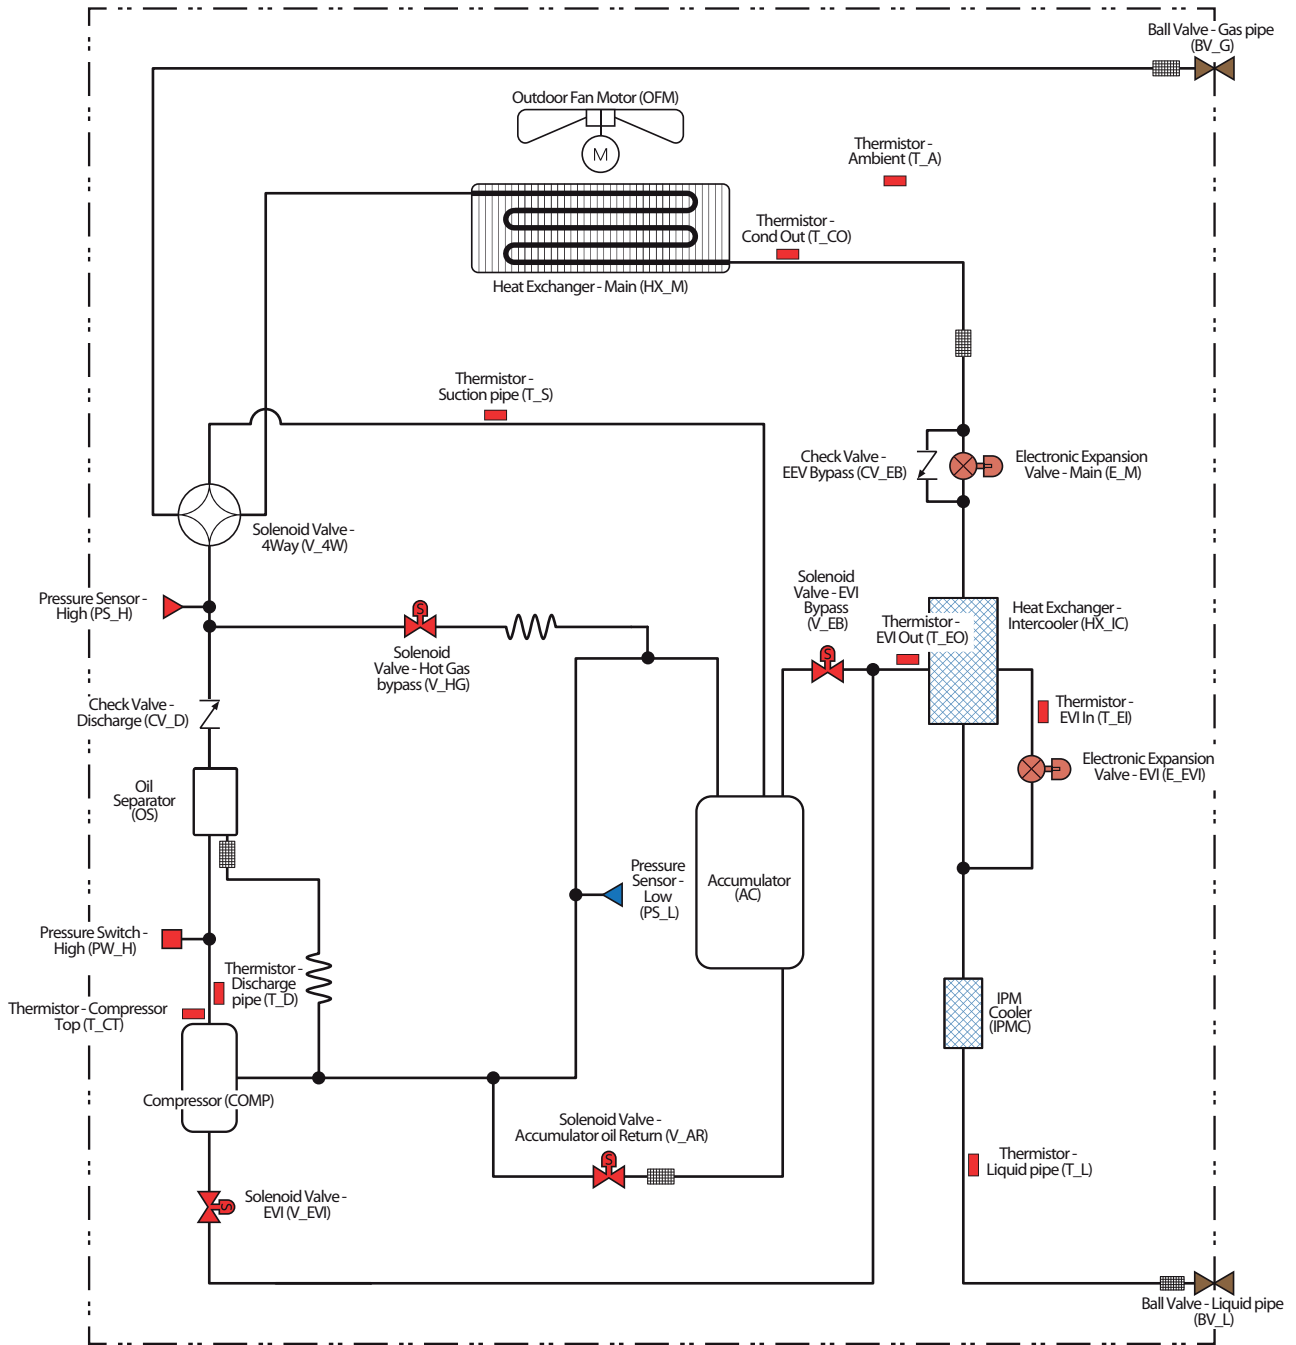 Ball Valve - Gas pipe
(BV_G)
Outdoor Fan Motor (OFM)
M
Thermistor -
Ambient (T_A)
Thermistor -
Cond Out (T_CO)
Heat Exchanger - Main (HX_M)
Thermistor -
Suction pipe (T_S)
Check Valve -
EEV Bypass (CV_EB)
Electronic Expansion
Valve - Main (E_M)
Solenoid Valve -
4Way (V_4W)
Pressure Sensor -
High (PS_H)
S
Solenoid
Valve - Hot Gas
bypass (V_HG)
Solenoid
Valve - EVI
Bypass
(V_EB)
S
Thermistor -
EVI Out (T_EO)
Heat Exchanger -
Intercooler (HX_IC)
Check Valve -
Discharge (CV_D)
Thermistor -
EVI In (T_EI)
Electronic Expansion
Valve - EVI (E_EVI)
Oil
Separator
(OS)
Pressure
Sensor -
Low
(PS_L)
Accumulator
(AC)
Pressure Switch -
High (PW_H)
Thermistor -
Discharge
pipe (T_D)
Thermistor - Compressor
Top (T_CT)
IPM
Cooler
(IPMC)
Compressor (COMP)
Solenoid Valve -
Accumulator oil Return (V_AR)
S
Thermistor -
Liquid pipe (T_L)
S
Solenoid Valve -
EVI (V_EVI)
Ball Valve - Liquid pipe
(BV_L)